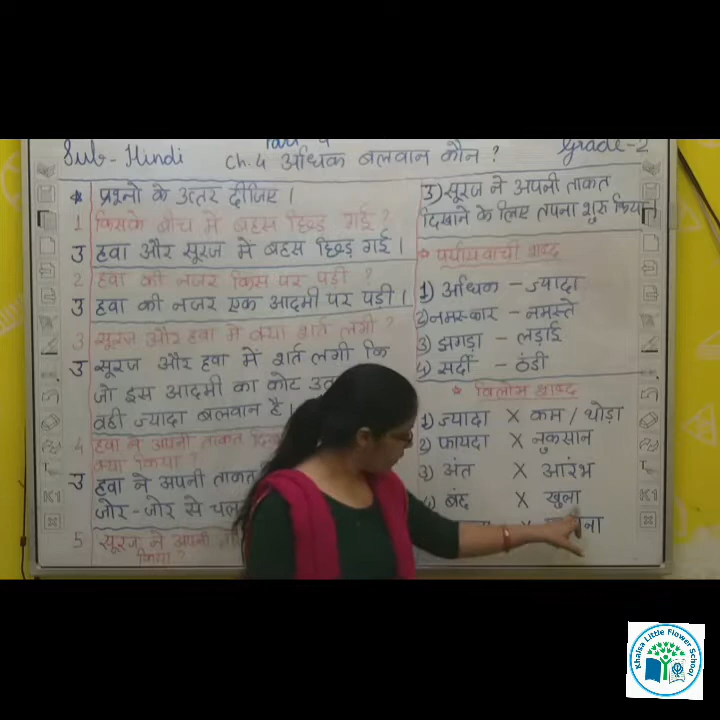 Part-4
Sub-Hindi
Ch.4 अधिक बलवान कौन ?
Grade-2
* प्रश्नो के उत्तर दीजिए ।
1 किसके बीच में बहस छिड़ गई ?
उ हवा और सूरज में बहस छिड़ गई ।
2 हवा की नजर किस पर पड़ी ?
उ हवा की नजर एक आदमी पर पड़ी ।
3 सूरज और हवा में क्या शर्त लगी ?
उ सूरज और हवा में शर्त लगी कि
जो इस आदमी का कोट
वही ज्यादा बलवान है।
4 हवा ने अपनी ताकत
क्या किया ?
उ हवा ने अपनी ताकत
जोर-जोर से
5 सूरज ने अपनी
किया ?
उ) सूरज ने अपनी ताकत
दिखाने के लिए तपना शुरू किया
* पर्यायवाची शब्द
1) अधिक - ज्यादा
2) नमस्कार - नमस्ते
3) झगड़ा - लड़ाई
4) सर्दी - ठंडी
* विलोम शब्द
1) ज्यादा X कम / थोड़ा
2) फायदा X नुकसान
3) अंत X आरंभ
4) बंद X खुला
Khalsa Little Flower School